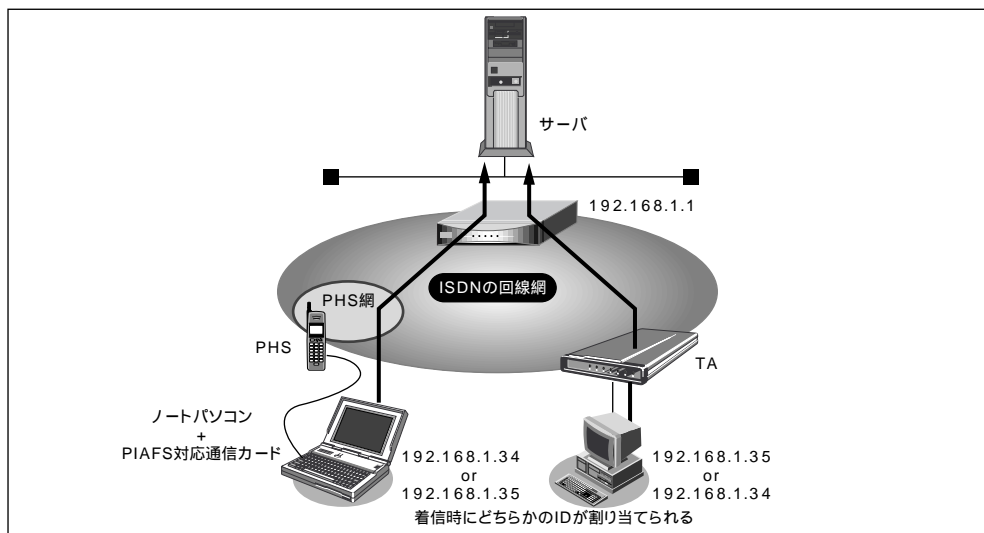 サーバ
192.168.1.1
ISDNの回線網
PHS網
PHS
TA
ノートパソコン
+
PIAFS対応通信カード
192.168.1.34
or
192.168.1.35
192.168.1.35
or
192.168.1.34
着信時にどちらかのIDが割り当てられる